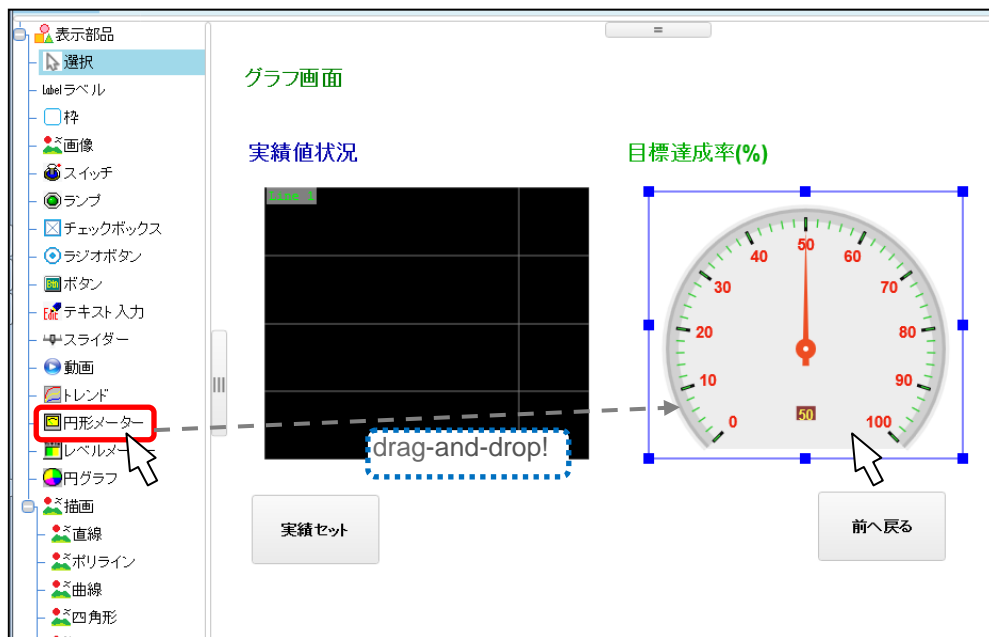 表示部品
選択
Label ラベル
枠
画像
スイッチ
ランプ
チェックボックス
ラジオボタン
Btn ボタン
Edit テキスト入力
スライダー
動画
トレンド
円形メーター
レベルメー
円グラフ
描画
直線
ポリライン
曲線
四角形
グラフ画面
実績値状況
Line 1
drag-and-drop!
実績セット
目標達成率(%)
0
10
20
30
40
50
60
70
80
90
100
50
前へ戻る